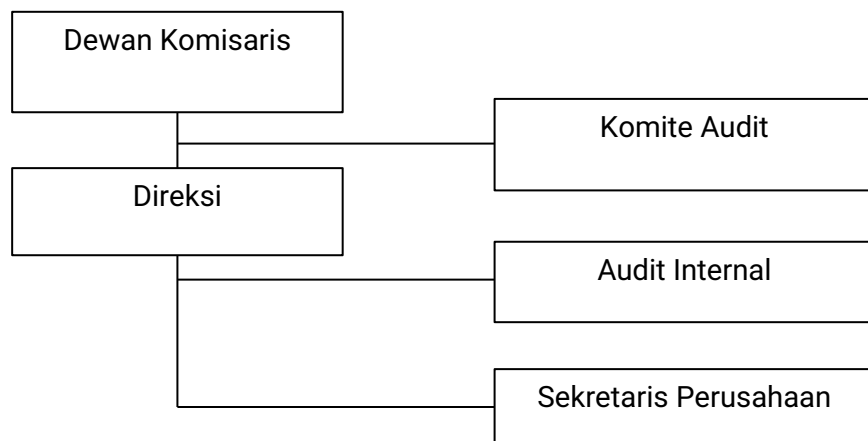 Dewan Komisaris
Komite Audit
Direksi
Audit Internal
Sekretaris Perusahaan